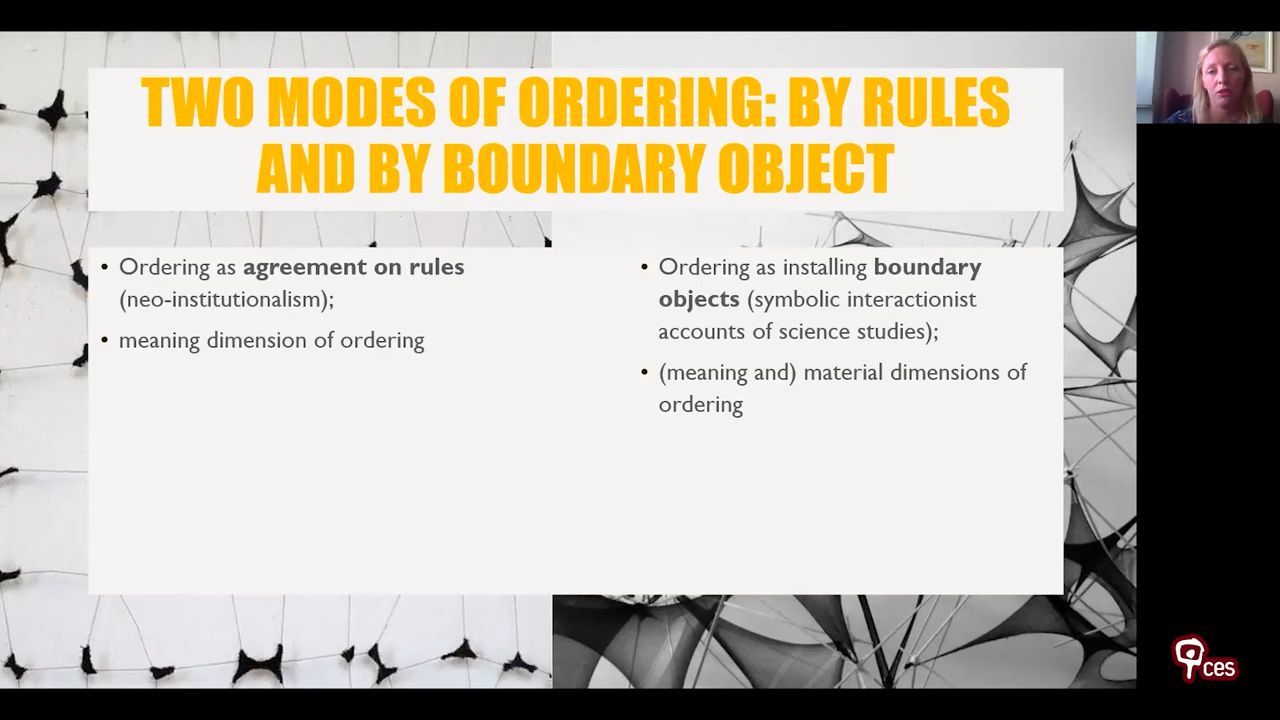 TWO MODES OF ORDERING: BY RULES
AND BY BOUNDARY OBJECT
• Ordering as agreement on rules
(neo-institutionalism);
• meaning dimension of ordering
• Ordering as installing boundary
objects (symbolic interactionist
accounts of science studies);
• (meaning and) material dimensions of
ordering
ces